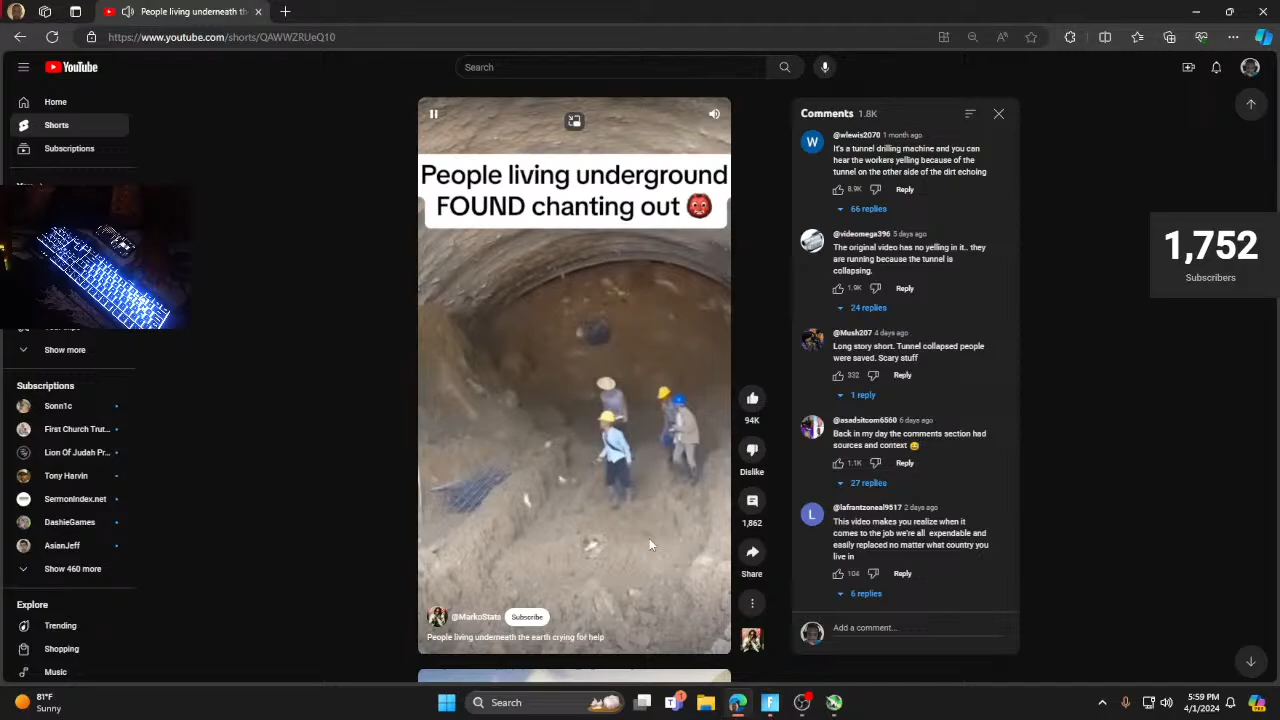 People living underneath th
https://www.youtube.com/shorts/QAWWZRUeQ10
YouTube
Search
Home
Shorts
Subscriptions
Show more
Subscriptions
Sonn1c
First Church Trut...
Lion Of Judah Pr...
Tony Harvin
SermonIndex.net
DashieGames
AsianJeff
Show 460 more
Explore
Trending
Shopping
Music
People living underground
FOUND chanting out 👹
@MarkoStats
Subscribe
People living underneath the earth crying for help
94K
Dislike
1,862
Share
Comments 1.8K
W
@wlewis2070 1 month ago
It's a tunnel drilling machine and you can
hear the workers yelling because of the
tunnel on the other side of the dirt echoing
8.9K Reply
66 replies
@videomega396 5 days ago
The original video has no yelling in it.. they
are running because the tunnel is
collapsing.
1.9K Reply
24 replies
@Mush207 4 days ago
Long story short. Tunnel collapsed people
were saved. Scary stuff
332 Reply
1 reply
@asadsitcom6560 6 days ago
Back in my day the comments section had
sources and context 😆
1.1K Reply
27 replies
L
@lafrantzoneal9517 2 days ago
This video makes you realize when it
comes to the job we're all expendable and
easily replaced no matter what country you
live in
104 Reply
6 replies
Add a comment...
1,752
Subscribers
81°F
Sunny
Search
5:59 PM
4/3/2024